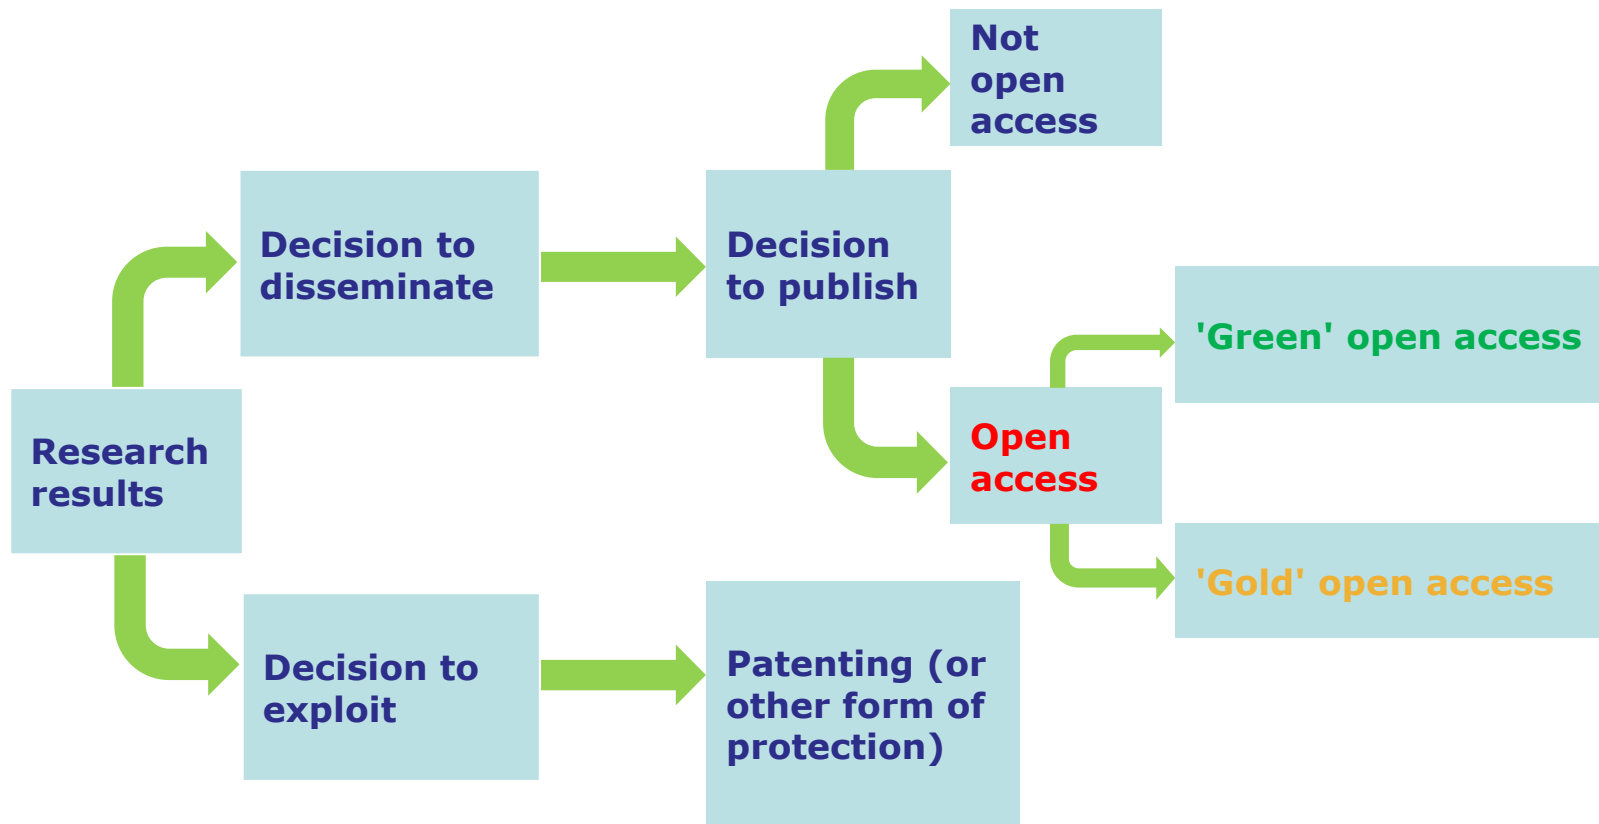 Not
open
access
Decision to
disseminate
Decision
to publish
'Green' open access
Research
results
Open
access
'Gold' open access
Decision to
exploit
Patenting (or
other form of
protection)